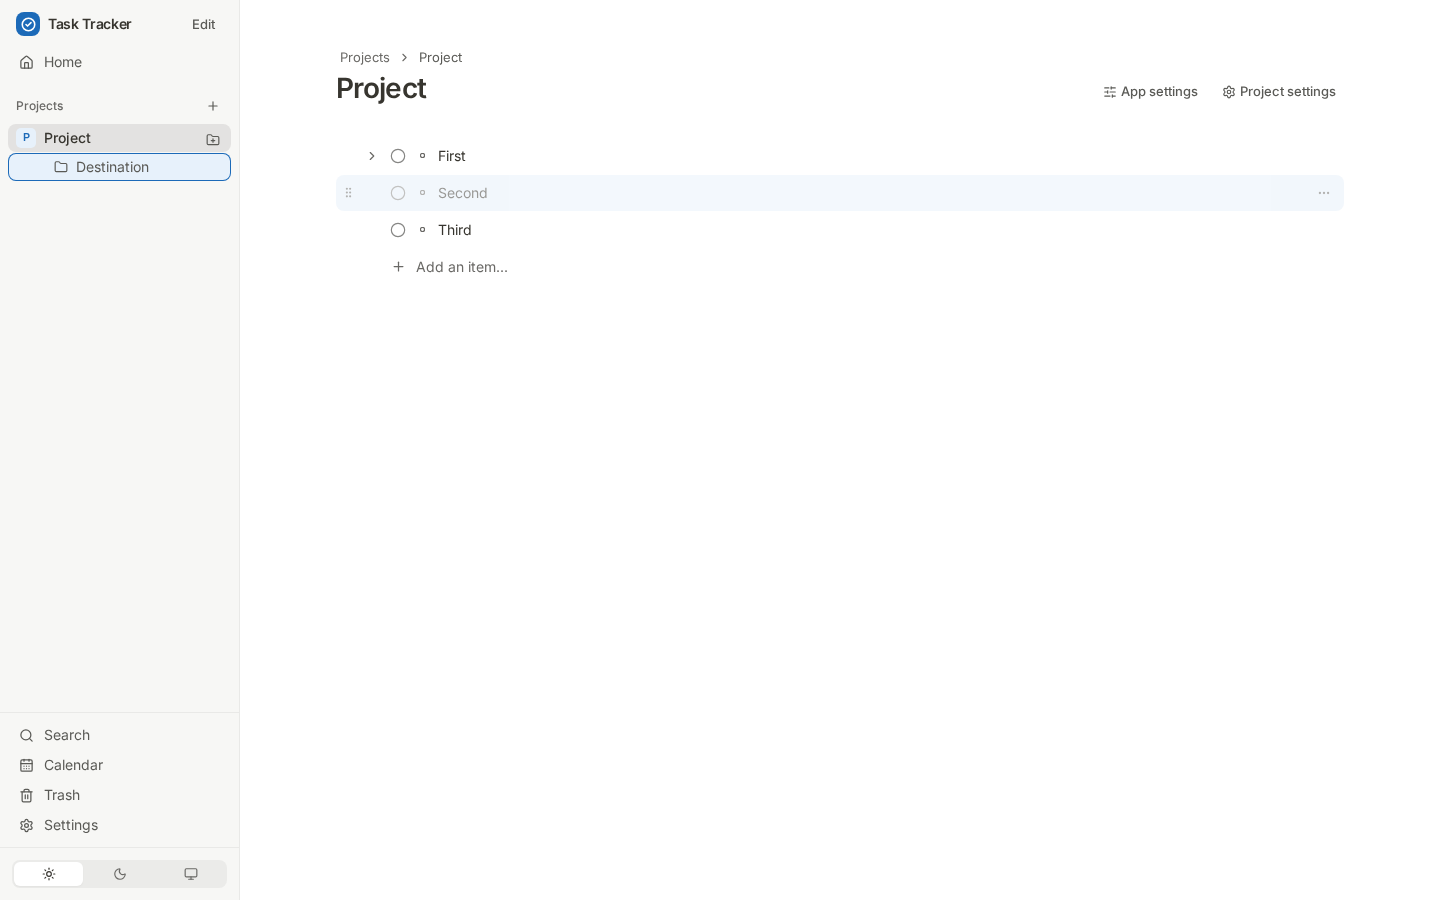 Task Tracker
Edit
Home
Projects
P
Project
Destination
Search
Calendar
Trash
Settings
Projects > Project
Project
App settings
Project settings
First
Second
Third
Add an item...